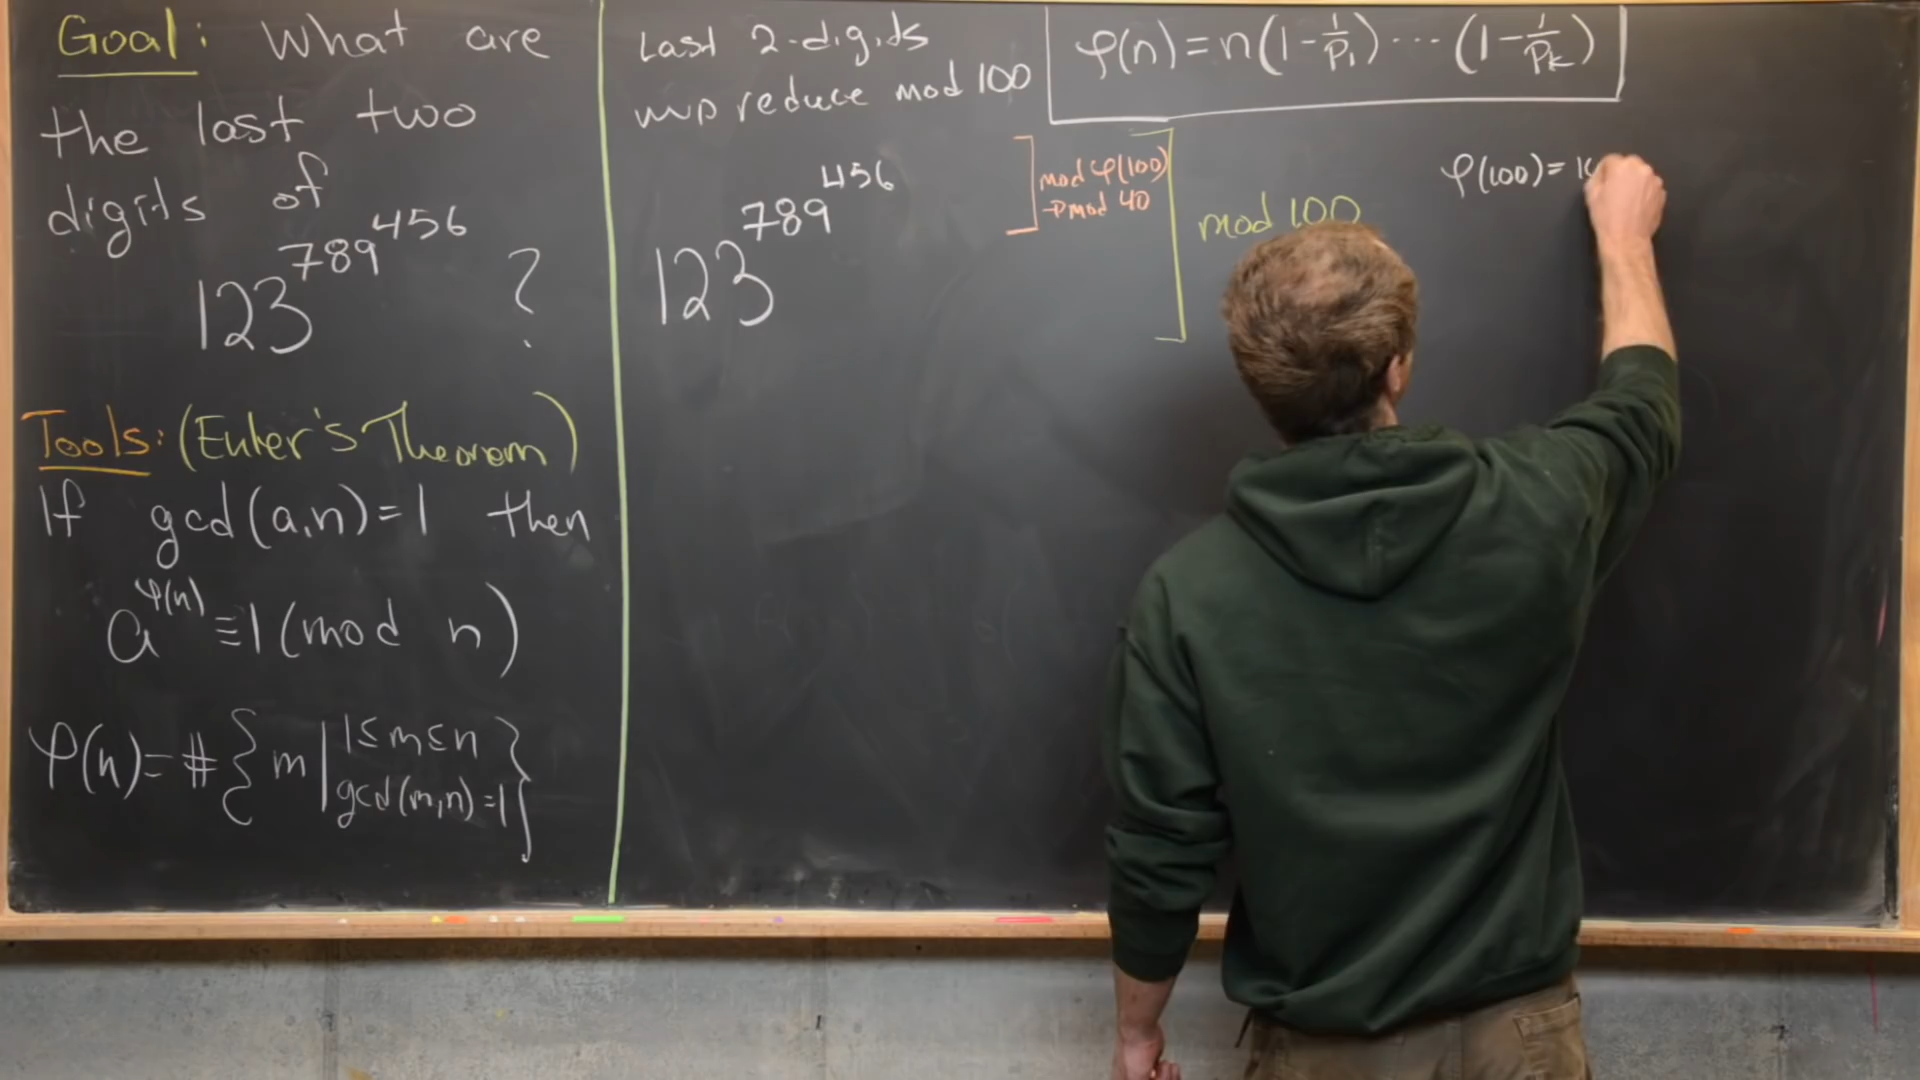 Goal: What are
the last two
digits of
123^789^456 ?
Tools: (Euler's Theorem)
If gcd(a,n)=1 then
a^φ(n) ≡1 (mod n)
φ(n)=#{m | 1≤m≤n
gcd(m,n)=1}
Last 2-digits
reduce mod 100
123^789^456
] mod φ(100)
→ mod 40
] mod 100
φ(n)=n(1-1/p₁)⋯(1-1/pₖ)
φ(100)=